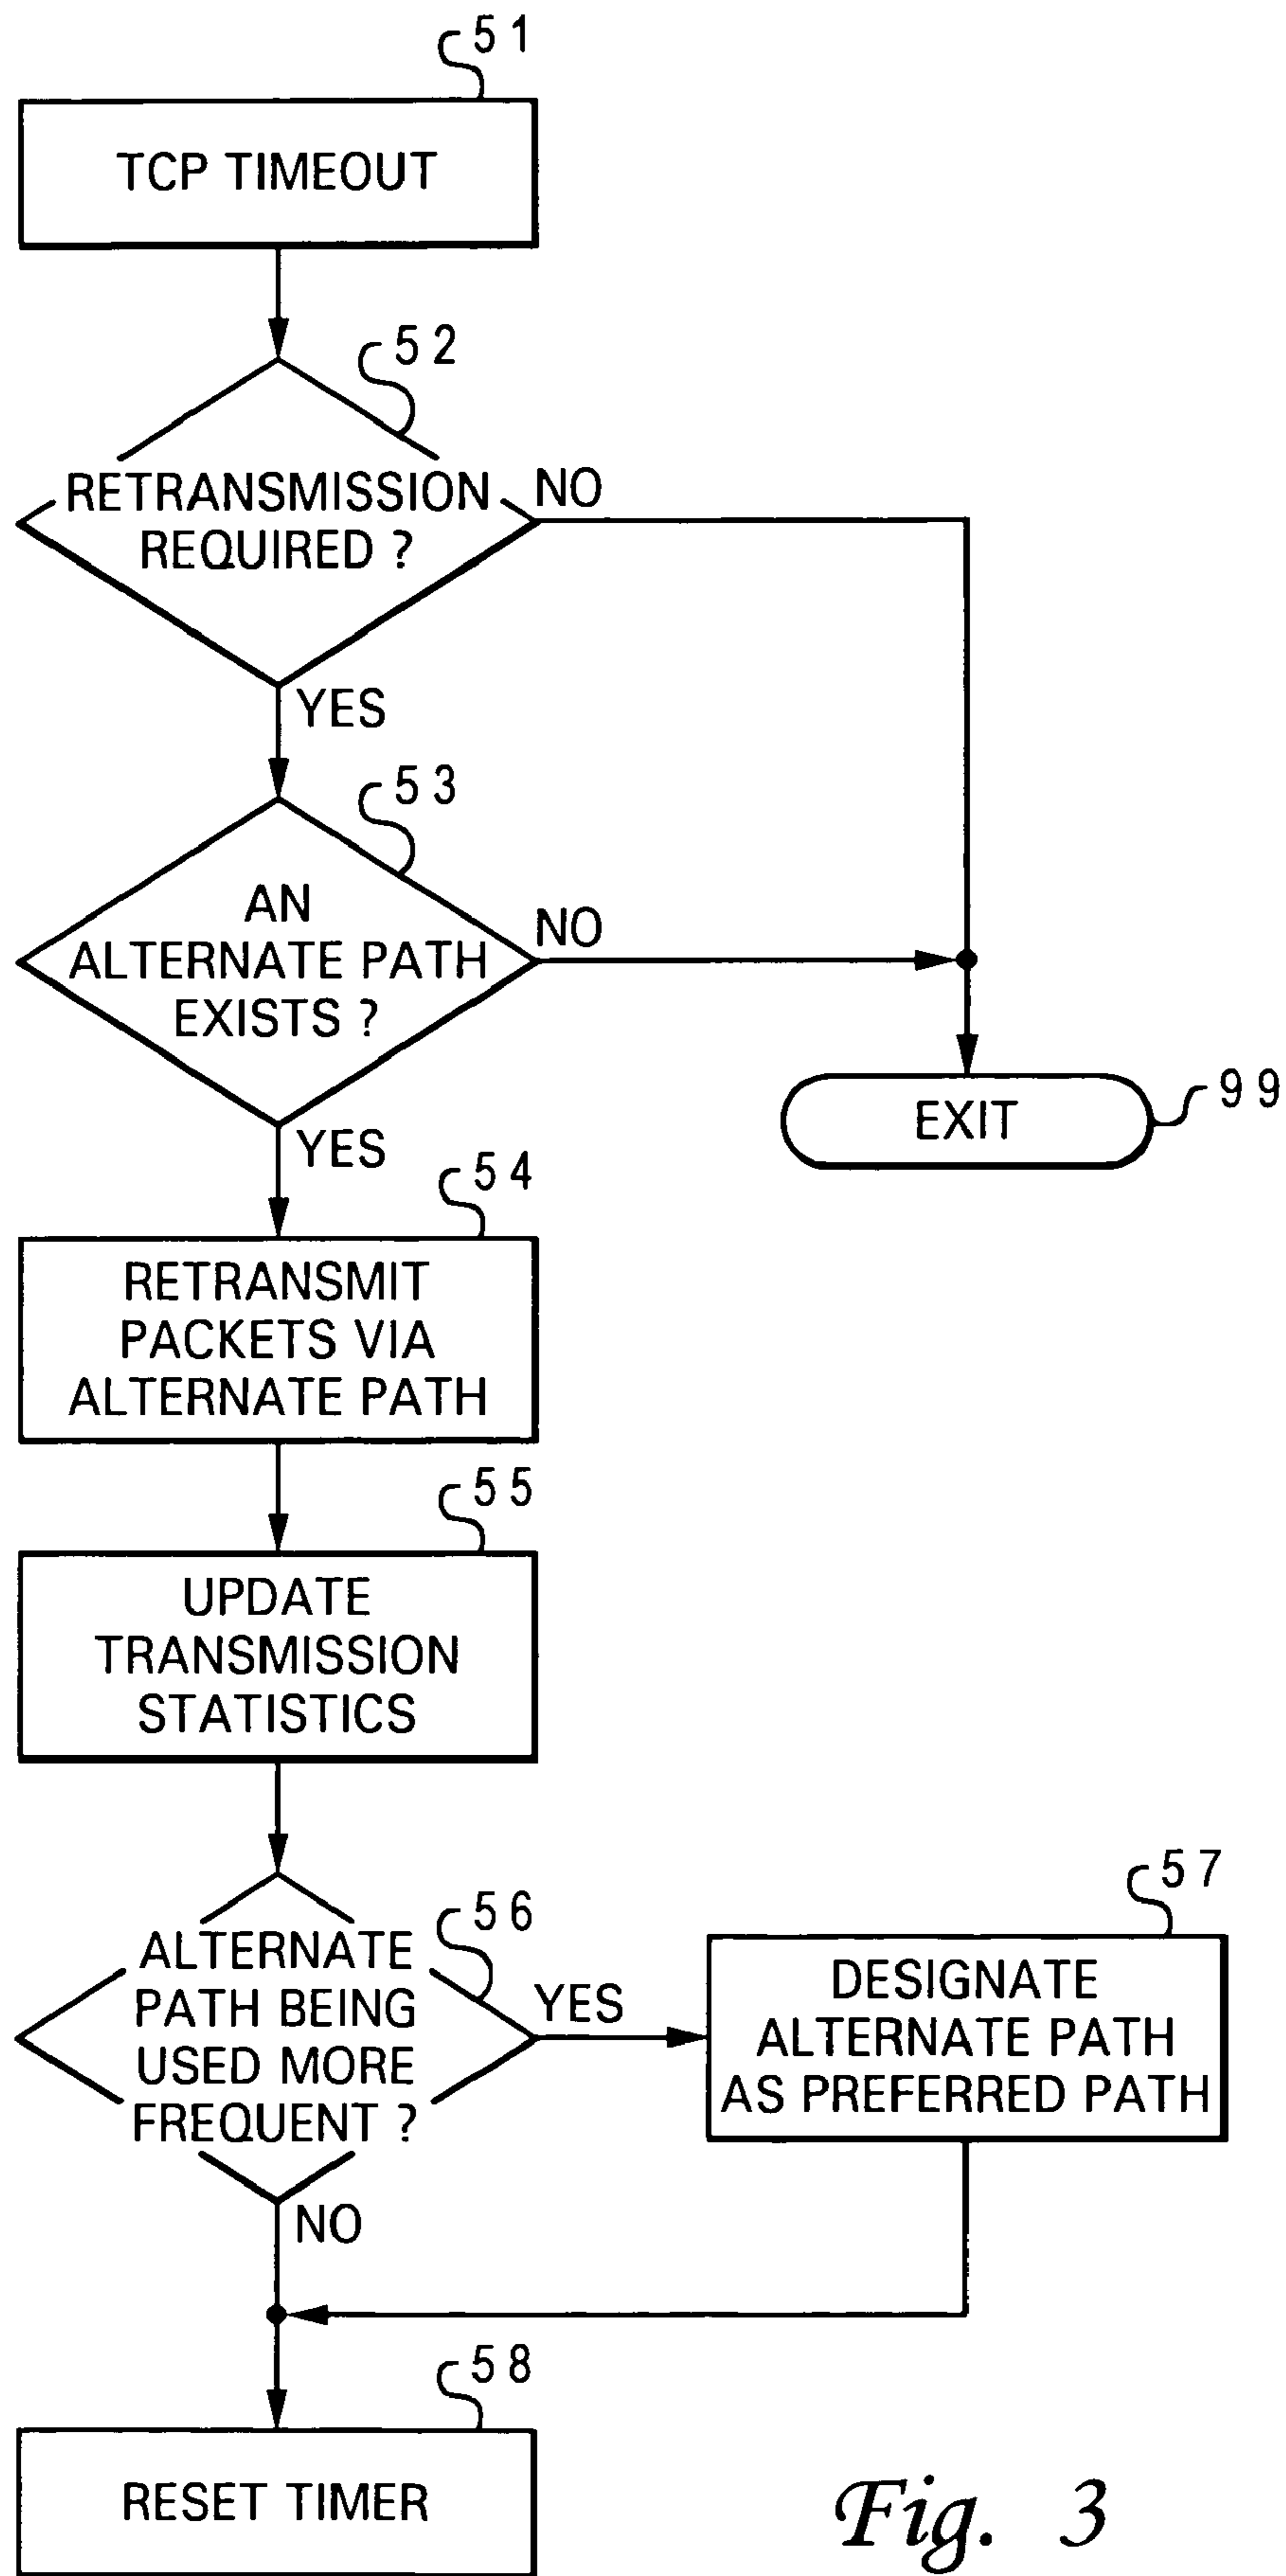 51
TCP TIMEOUT
52
RETRANSMISSION
REQUIRED ?
NO
YES
53
AN
ALTERNATE PATH
EXISTS ?
NO
EXIT
99
YES
54
RETRANSMIT
PACKETS VIA
ALTERNATE PATH
55
UPDATE
TRANSMISSION
STATISTICS
56
ALTERNATE
PATH BEING
USED MORE
FREQUENT ?
YES
57
DESIGNATE
ALTERNATE PATH
AS PREFERRED PATH
NO
58
RESET TIMER
Fig. 3